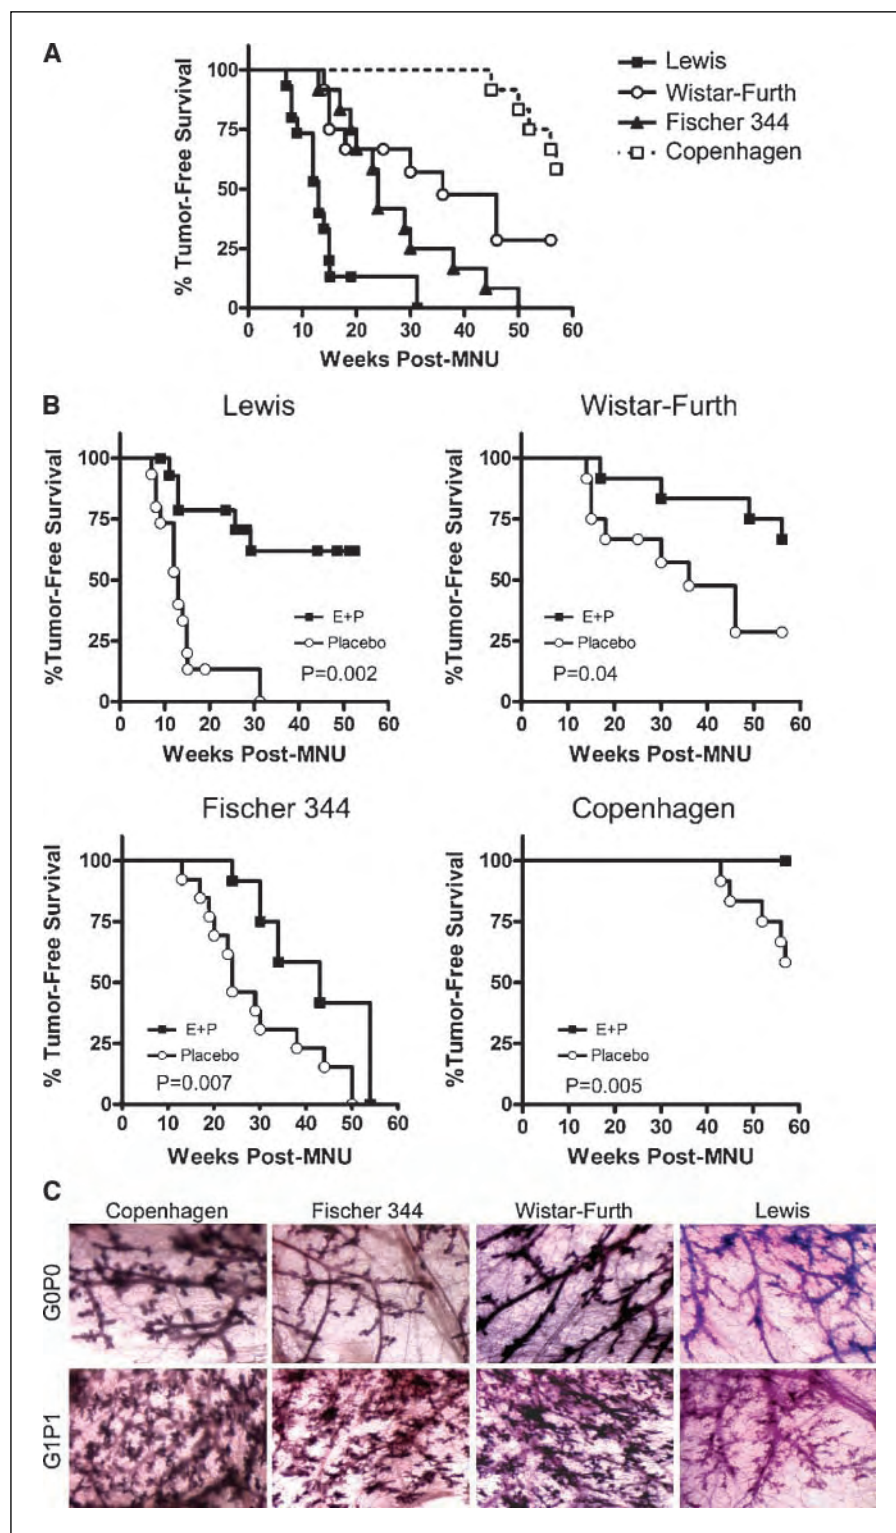 A
% Tumor-Free Survival
100
75
50
25
0
0 10 20 30 40 50 60
Weeks Post-MNU
Lewis
Wistar-Furth
Fischer 344
Copenhagen
B
Lewis
%Tumor-Free Survival
100
75
50
25
0
E+P
Placebo
P=0.002
0 10 20 30 40 50 60
Weeks Post-MNU
Wistar-Furth
%Tumor-Free Survival
100
75
50
25
0
E+P
Placebo
P=0.04
0 10 20 30 40 50 60
Weeks Post-MNU
Fischer 344
% Tumor-Free Survival
100
75
50
25
0
E+P
Placebo
P=0.007
0 10 20 30 40 50 60
Weeks Post-MNU
Copenhagen
%Tumor-Free Survival
100
75
50
25
0
E+P
Placebo
P=0.005
0 10 20 30 40 50 60
Weeks Post-MNU
C
Copenhagen Fischer 344 Wistar-Furth Lewis
G0P0
G1P1